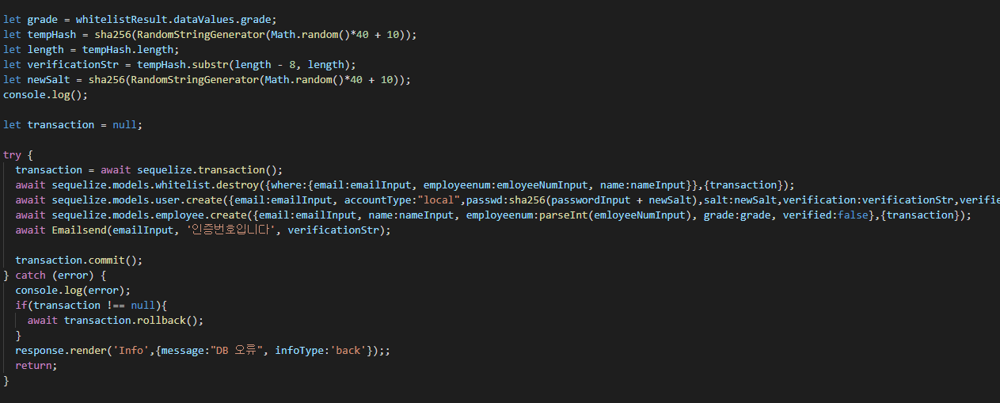 let grade = whitelistResult.dataValues.grade;
let tempHash = sha256(RandomStringGenerator(Math.random()*40 + 10));
let length = tempHash.length;
let verificationStr = tempHash.substr(length - 8, length);
let newSalt = sha256(RandomStringGenerator(Math.random()*40 + 10));
console.log();
let transaction = null;
try {
transaction = await sequelize.transaction();
await sequelize.models.whitelist.destroy({where:{email:emailInput, employeenum:emloyeeNumInput, name:nameInput}},{transaction});
await sequelize.models.user.create({email:emailInput, accountType:"local",passwd:sha256(passwordInput + newSalt),salt:newSalt,verification:verificationStr,verifie
await sequelize.models.employee.create({email:emailInput, name:nameInput, employeenum:parseInt(emloyeeNumInput), grade:grade, verified:false},{transaction});
await Emailsend(emailInput, '인증번호입니다', verificationStr);
transaction.commit();
} catch (error) {
console.log(error);
if(transaction !== null){
await transaction.rollback();
}
response.render('Info',{message:"DB 오류", infoType:'back'});;
return;
}